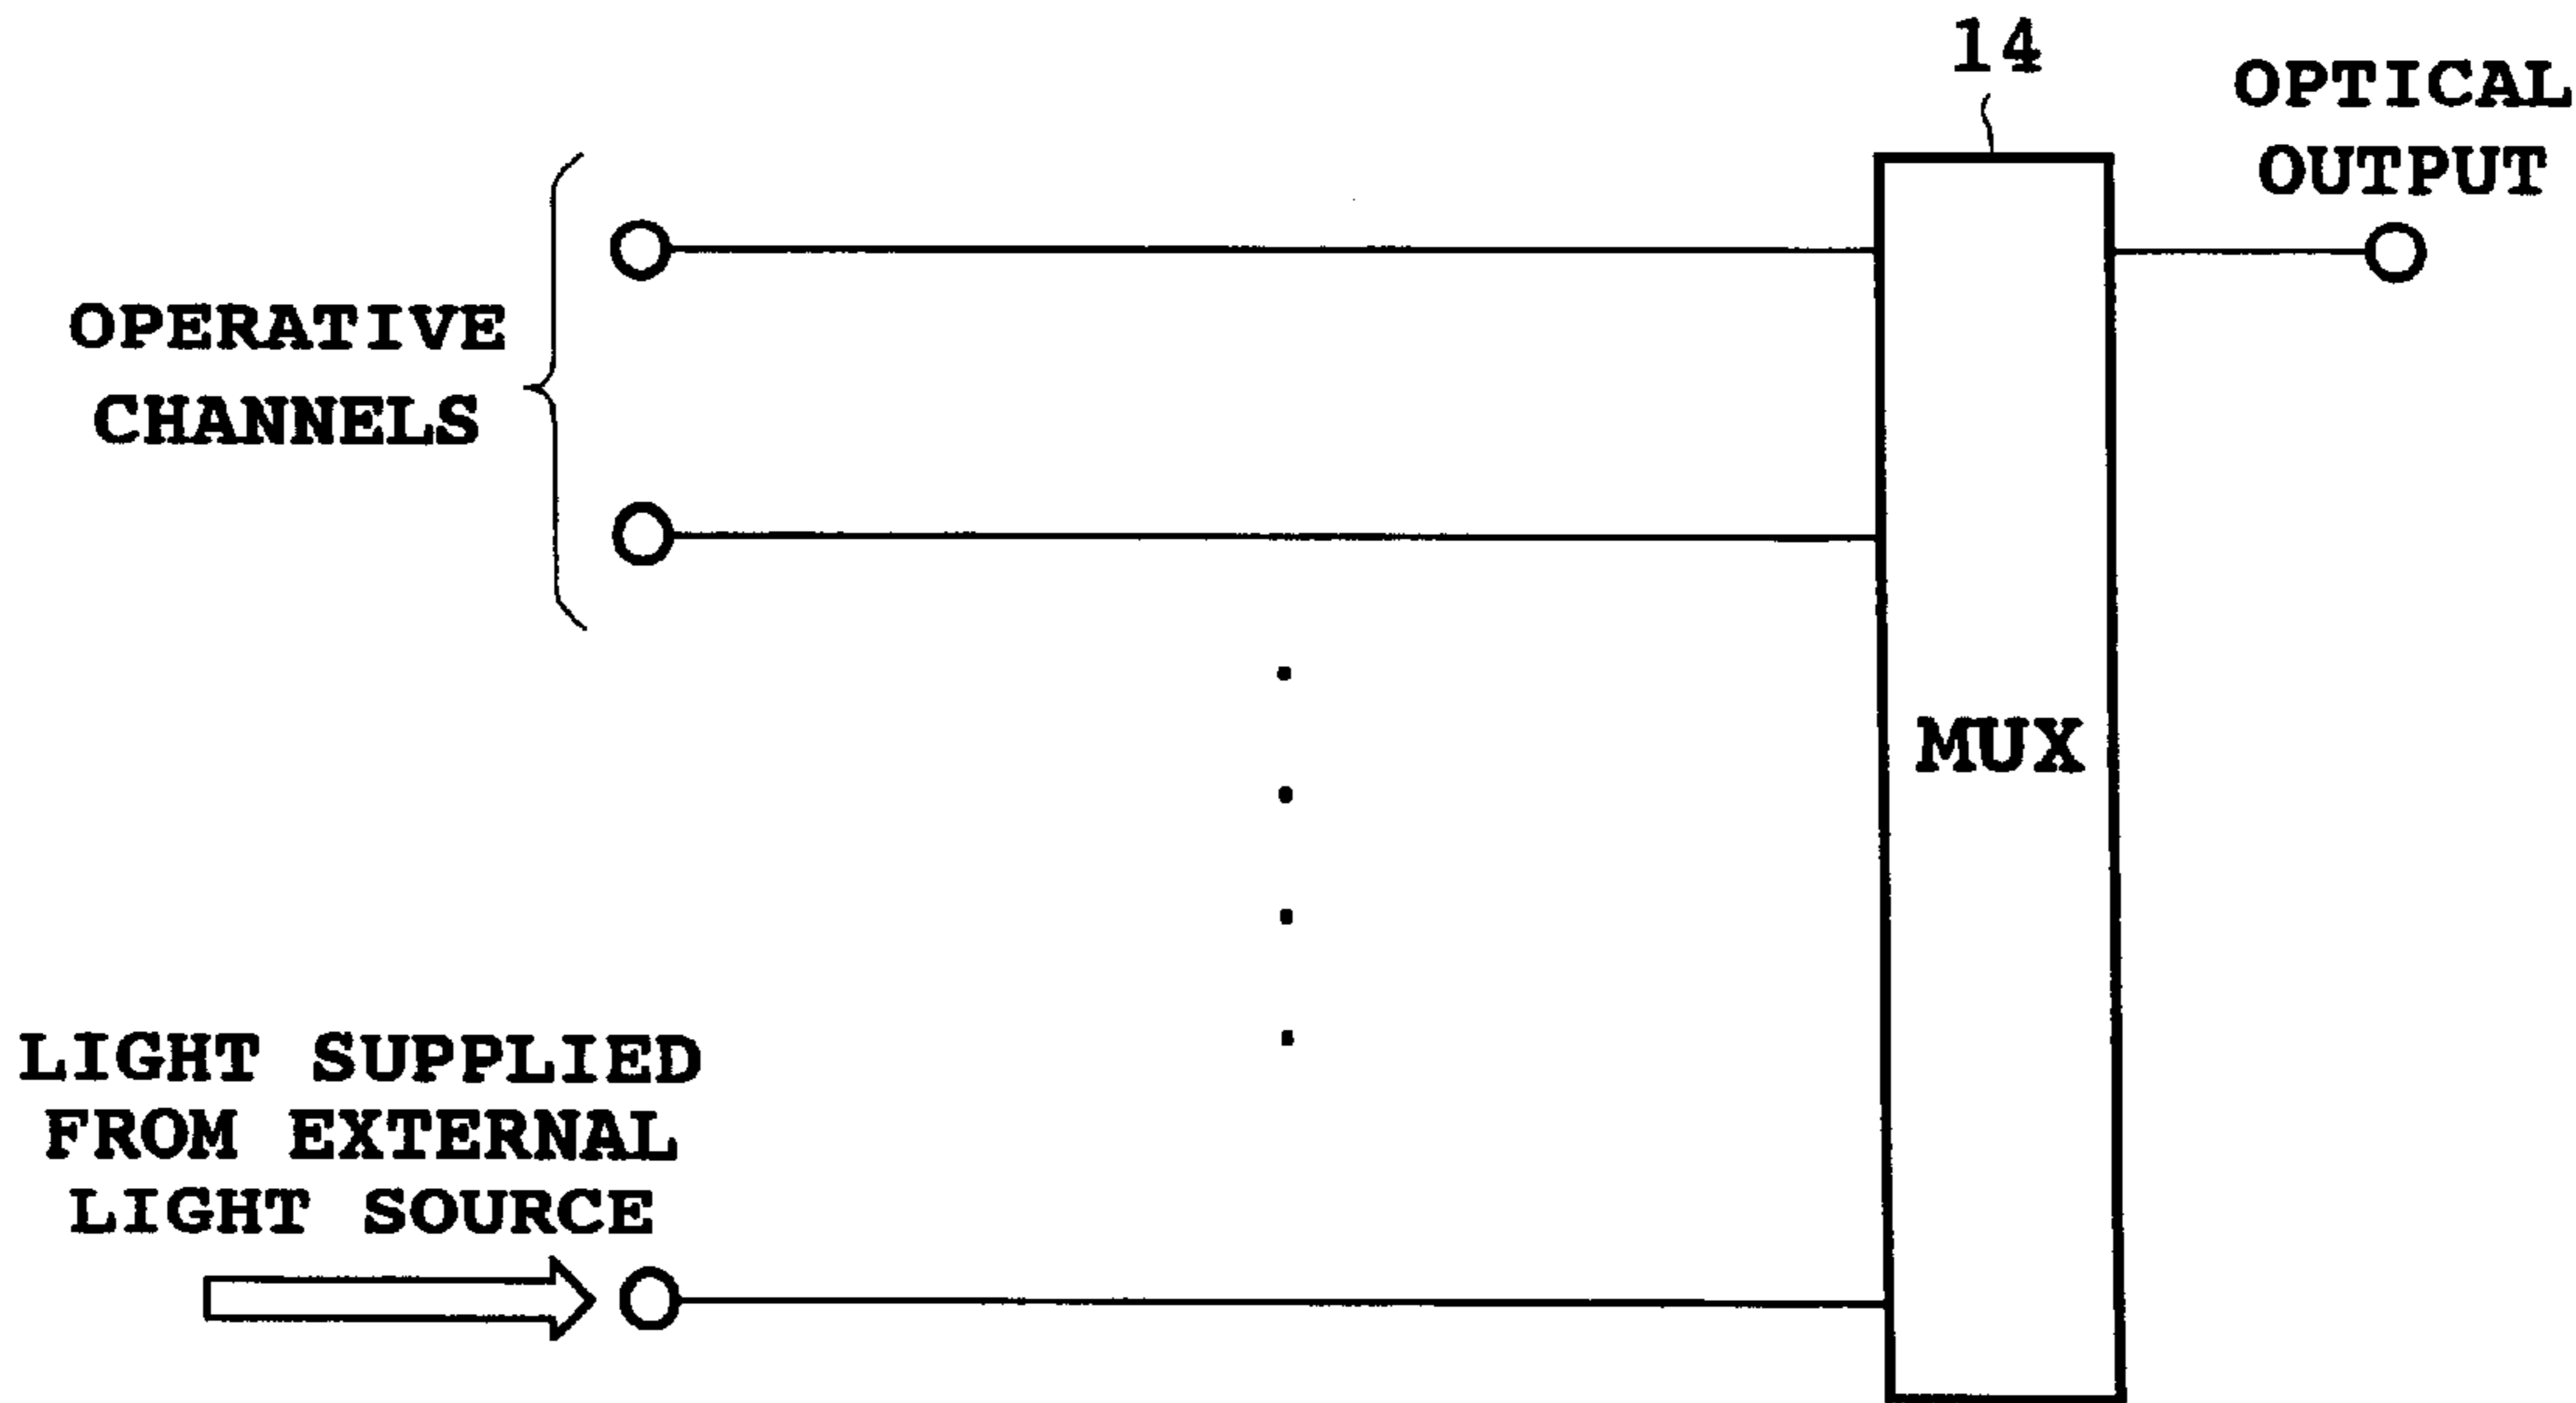 14
OPTICAL
OUTPUT
OPERATIVE
CHANNELS
MUX
LIGHT SUPPLIED
FROM EXTERNAL
LIGHT SOURCE